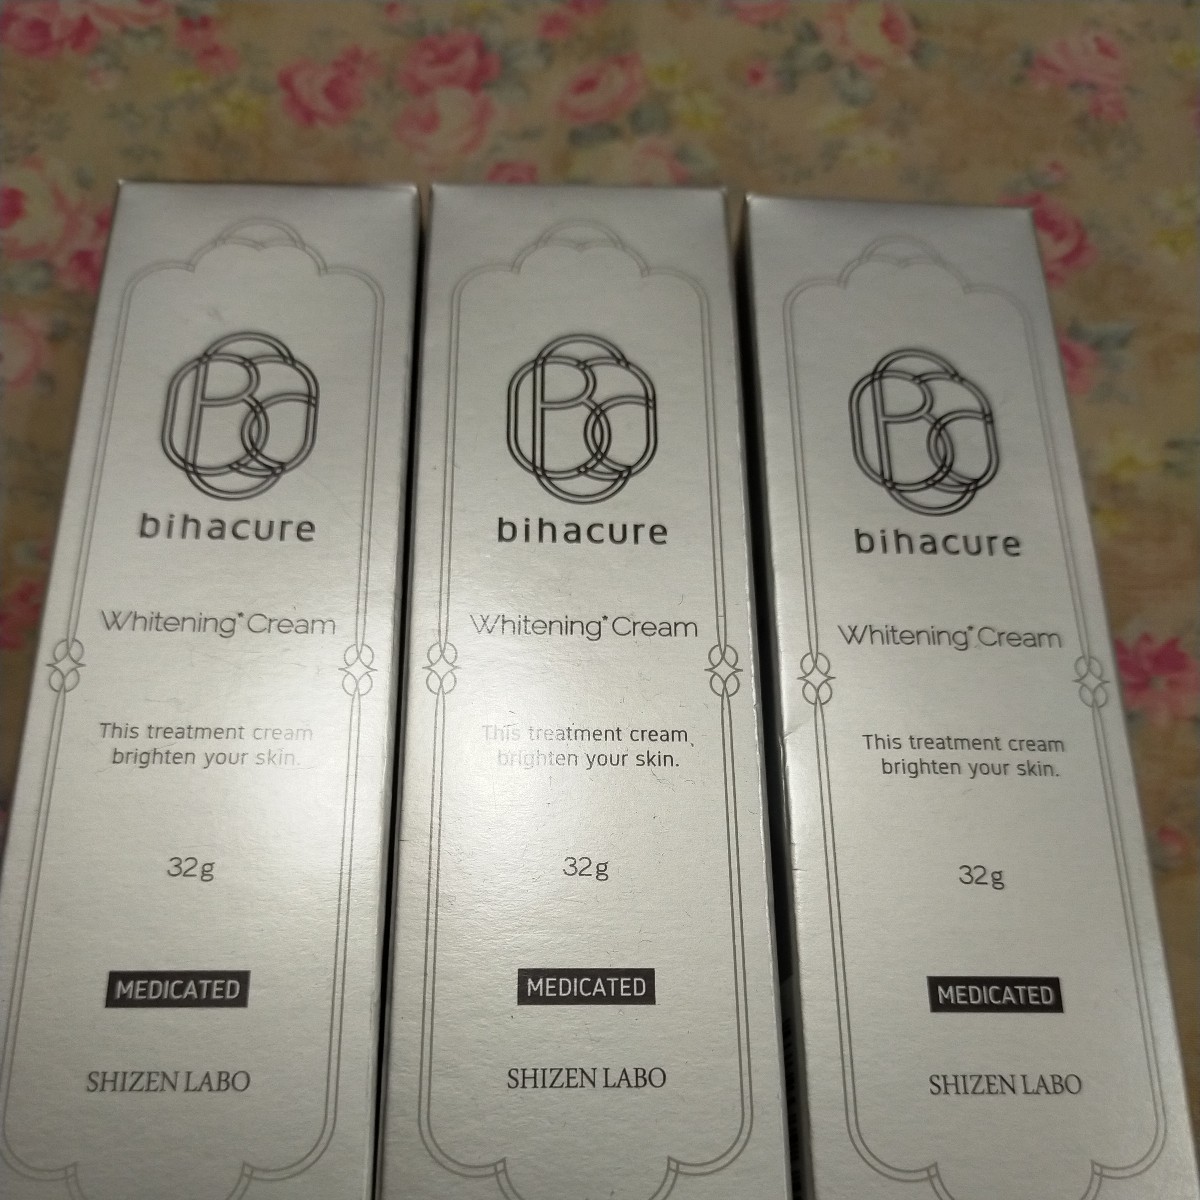 bihacure
Whitening* Cream
This treatment cream
brighten your skin.
32g
MEDICATED
SHIZEN LABO
bihacure
Whitening* Cream
This treatment cream
brighten your skin.
32g
MEDICATED
SHIZEN LABO
bihacure
Whitening* Cream
This treatment cream
brighten your skin.
32g
MEDICATED
SHIZEN LABO